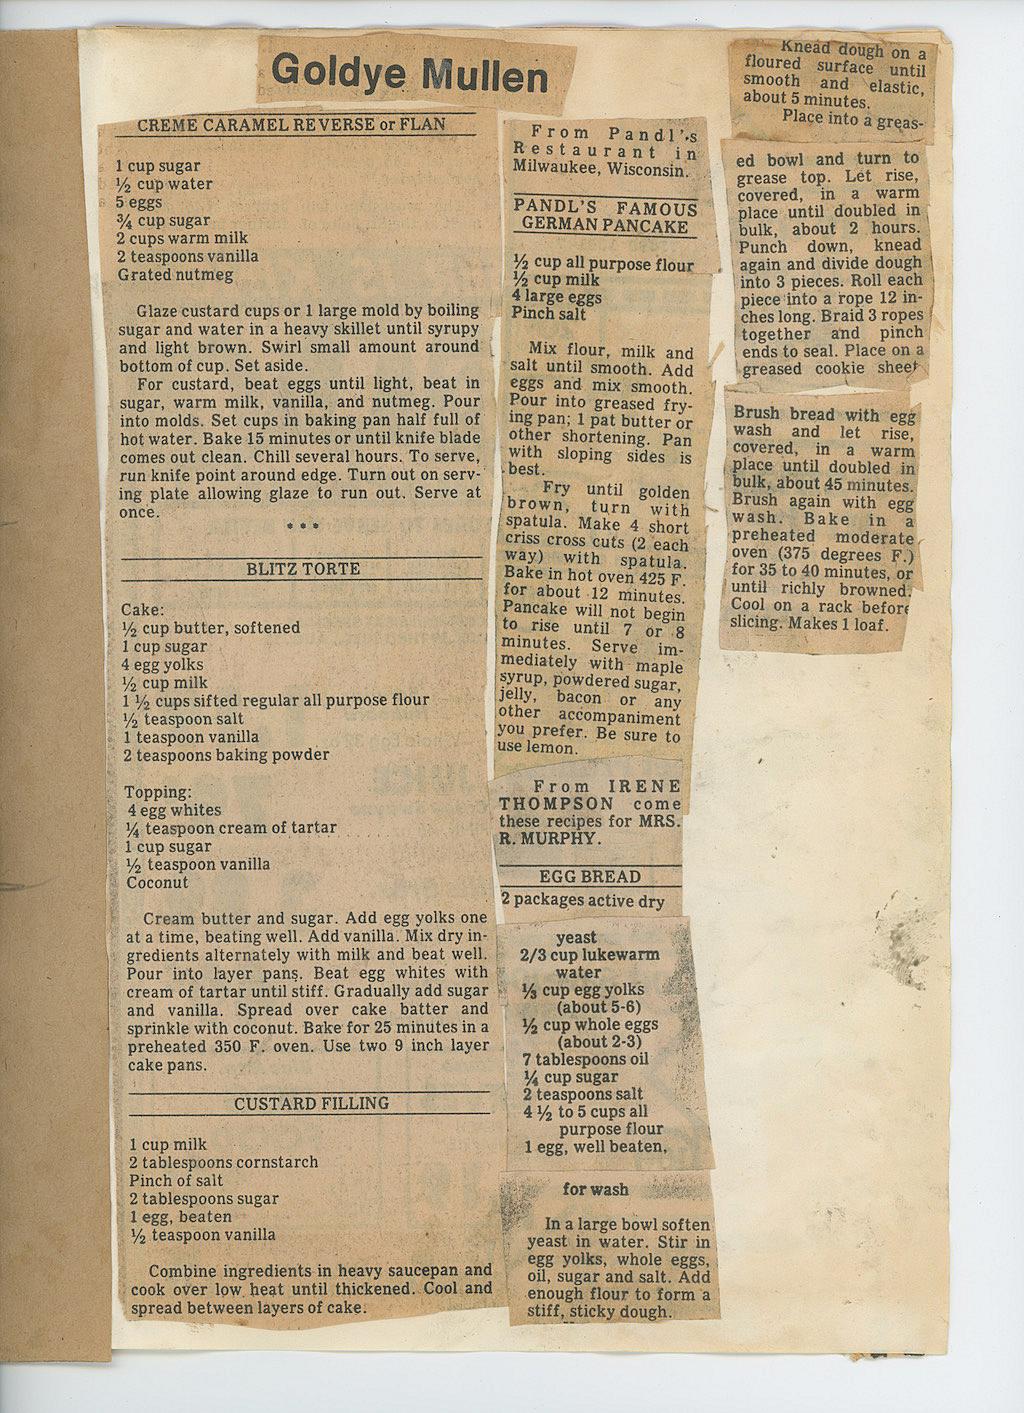 Goldye Mullen
CREME CARAMEL REVERSE or FLAN
1 cup sugar
½ cup water
5 eggs
¾ cup sugar
2 cups warm milk
2 teaspoons vanilla
Grated nutmeg
Glaze custard cups or 1 large mold by boiling
sugar and water in a heavy skillet until syrupy
and light brown. Swirl small amount around
bottom of cup. Set aside.
For custard, beat eggs until light, beat in
sugar, warm milk, vanilla, and nutmeg. Pour
into molds. Set cups in baking pan half full of
hot water. Bake 15 minutes or until knife blade
comes out clean. Chill several hours. To serve,
run knife point around edge. Turn out on serv-
ing plate allowing glaze to run out. Serve at
once.
* * *
BLITZ TORTE
Cake:
½ cup butter, softened
1 cup sugar
4 egg yolks
½ cup milk
1 ½ cups sifted regular all purpose flour
½ teaspoon salt
1 teaspoon vanilla
2 teaspoons baking powder
Topping:
4 egg whites
¼ teaspoon cream of tartar
1 cup sugar
½ teaspoon vanilla
Coconut
Cream butter and sugar. Add egg yolks one
at a time, beating well. Add vanilla. Mix dry in-
gredients alternately with milk and beat well.
Pour into layer pans. Beat egg whites with
cream of tartar until stiff. Gradually add sugar
and vanilla. Spread over cake batter and
sprinkle with coconut. Bake for 25 minutes in a
preheated 350 F. oven. Use two 9 inch layer
cake pans.
CUSTARD FILLING
1 cup milk
2 tablespoons cornstarch
Pinch of salt
2 tablespoons sugar
1 egg, beaten
½ teaspoon vanilla
Combine ingredients in heavy saucepan and
cook over low heat until thickened. Cool and
spread between layers of cake.
From Pandl's
Restaurant in
Milwaukee, Wisconsin.
PANDL'S FAMOUS
GERMAN PANCAKE
½ cup all purpose flour
½ cup milk
4 large eggs
Pinch salt
Mix flour, milk and
salt until smooth. Add
eggs and mix smooth.
Pour into greased fry-
ing pan; 1 pat butter or
other shortening. Pan
with sloping sides is
best.
Fry until golden
brown, turn with
spatula. Make 4 short
criss cross cuts (2 each
way) with spatula.
Bake in hot oven 425 F.
for about 12 minutes.
Pancake will not begin
to rise until 7 or 8
minutes. Serve im-
mediately with maple
syrup, powdered sugar,
jelly, bacon or any
other accompaniment
you prefer. Be sure to
use lemon.
From IRENE
THOMPSON come
these recipes for MRS.
R. MURPHY.
EGG BREAD
2 packages active dry
yeast
2/3 cup lukewarm
water
⅓ cup egg yolks
(about 5-6)
½ cup whole eggs
(about 2-3)
7 tablespoons oil
¼ cup sugar
2 teaspoons salt
4 ½ to 5 cups all
purpose flour
1 egg, well beaten,
for wash
In a large bowl soften
yeast in water. Stir in
egg yolks, whole eggs,
oil, sugar and salt. Add
enough flour to form a
stiff, sticky dough.
Knead dough on a
floured surface until
smooth and elastic,
about 5 minutes.
Place into a greas-
ed bowl and turn to
grease top. Let rise,
covered, in a warm
place until doubled in
bulk, about 2 hours.
Punch down, knead
again and divide dough
into 3 pieces. Roll each
piece into a rope 12 in-
ches long. Braid 3 ropes
together and pinch
ends to seal. Place on a
greased cookie sheet
Brush bread with egg
wash and let rise,
covered, in a warm
place until doubled in
bulk, about 45 minutes.
Brush again with egg
wash. Bake in a
preheated moderate
oven (375 degrees F.)
for 35 to 40 minutes, or
until richly browned.
Cool on a rack before
slicing. Makes 1 loaf.